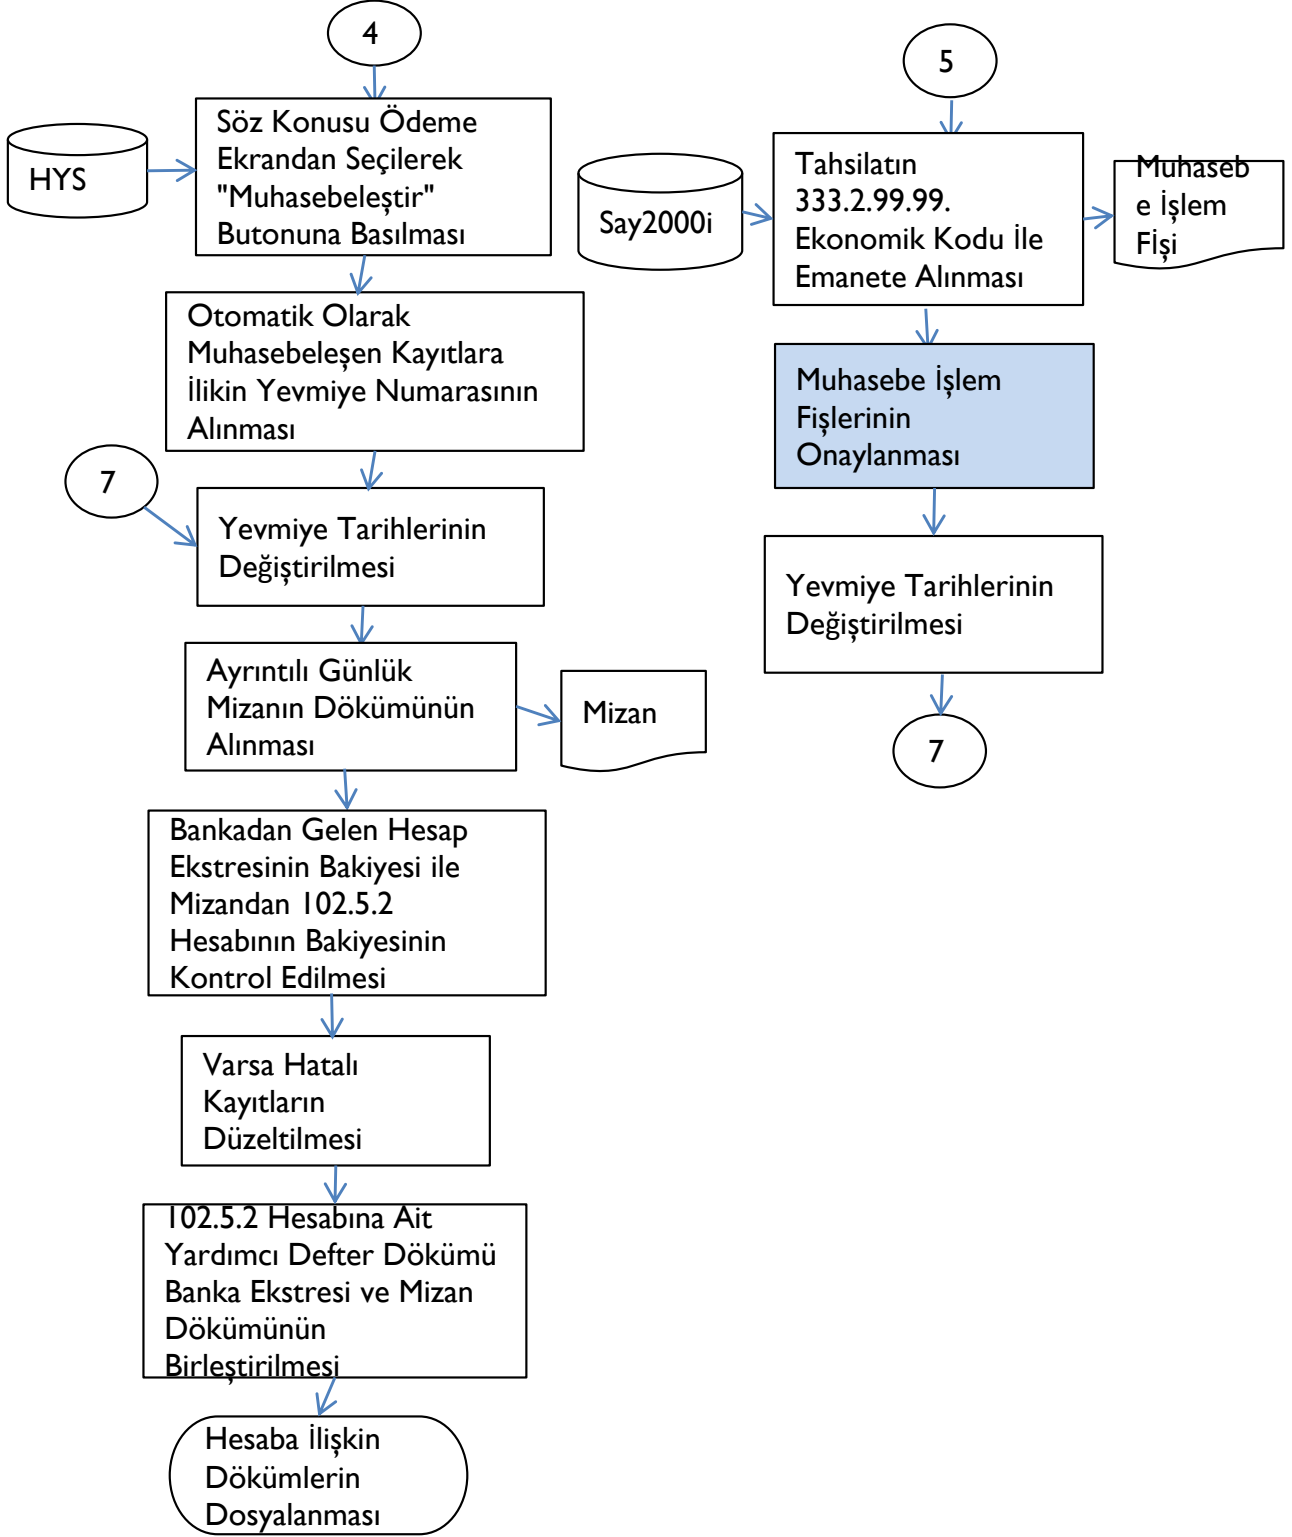 4
HYS
Söz Konusu Ödeme
Ekrandan Seçilerek
"Muhasebeleştir"
Butonuna Basılması
Otomatik Olarak
Muhasebeleşen Kayıtlara
İlikin Yevmiye Numarasının
Alınması
7
Yevmiye Tarihlerinin
Değiştirilmesi
Ayrıntılı Günlük
Mizanın Dökümünün
Alınması
Mizan
Bankadan Gelen Hesap
Ekstresinin Bakiyesi ile
Mizandan 102.5.2
Hesabının Bakiyesinin
Kontrol Edilmesi
Varsa Hatalı
Kayıtların
Düzeltilmesi
102.5.2 Hesabına Ait
Yardımcı Defter Dökümü
Banka Ekstresi ve Mizan
Dökümünün
Birleştirilmesi
Hesaba İlişkin
Dökümlerin
Dosyalanması
5
Say2000i
Tahsilatın
333.2.99.99.
Ekonomik Kodu İle
Emanete Alınması
Muhaseb
e İşlem
Fişi
Muhasebe İşlem
Fişlerinin
Onaylanması
Yevmiye Tarihlerinin
Değiştirilmesi
7